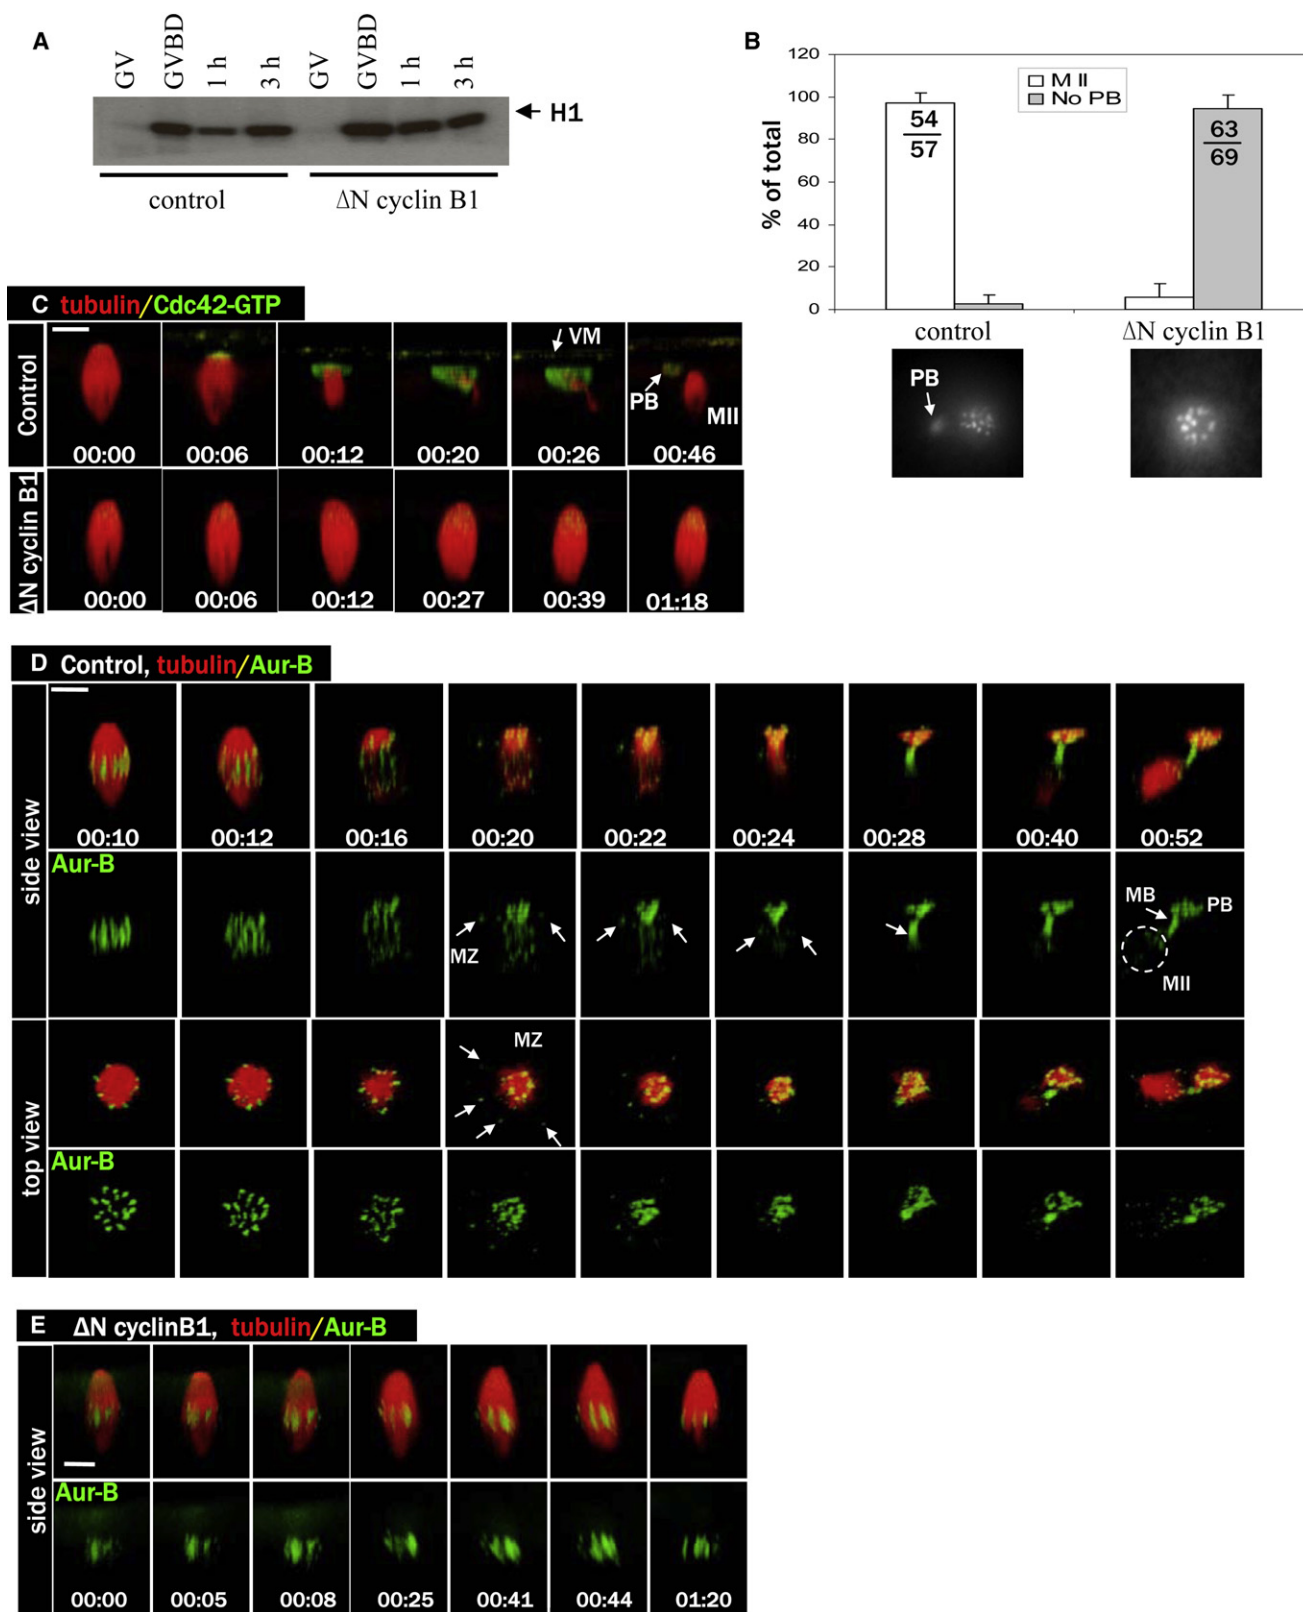 A
GV
GVBD
1 h
3 h
GV
GVBD
1 h
3 h
H1
control
ΔN cyclin B1
B
120
100
80
60
40
20
0
% of total
M II
No PB
54
57
63
69
control
ΔN cyclin B1
PB
C tubulin/Cdc42-GTP
Control
VM
PB
MII
00:00 00:06 00:12 00:20 00:26 00:46
ΔN cyclin B1
00:00 00:06 00:12 00:27 00:39 01:18
D Control, tubulin/Aur-B
side view
00:10 00:12 00:16 00:20 00:22 00:24 00:28 00:40 00:52
Aur-B
MZ
MB
PB
MII
top view
MZ
Aur-B
E ΔN cyclinB1, tubulin/Aur-B
side view
Aur-B
00:00 00:05 00:08 00:25 00:41 00:44 01:20